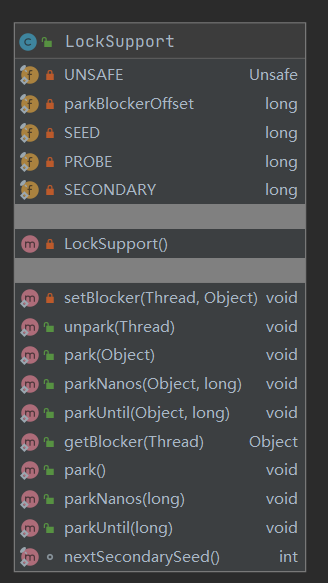 LockSupport
UNSAFE Unsafe
parkBlockerOffset long
SEED long
PROBE long
SECONDARY long
LockSupport()
setBlocker(Thread, Object) void
unpark(Thread) void
park(Object) void
parkNanos(Object, long) void
parkUntil(Object, long) void
getBlocker(Thread) Object
park() void
parkNanos(long) void
parkUntil(long) void
nextSecondarySeed() int